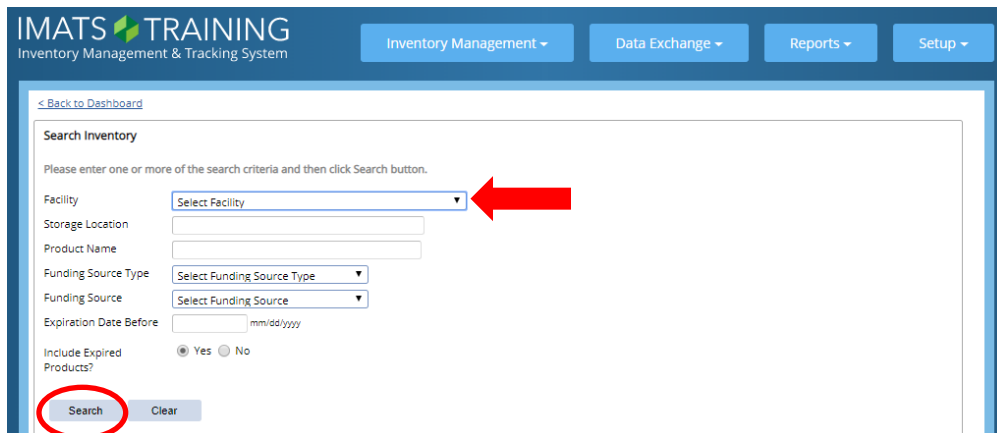 IMATS TRAINING
Inventory Management & Tracking System
Inventory Management
Data Exchange
Reports
Setup
< Back to Dashboard
Search Inventory
Please enter one or more of the search criteria and then click Search button.
Facility Select Facility
Storage Location
Product Name
Funding Source Type Select Funding Source Type
Funding Source Select Funding Source
Expiration Date Before mm/dd/yyyy
Include Expired Yes No
Products?
Search Clear